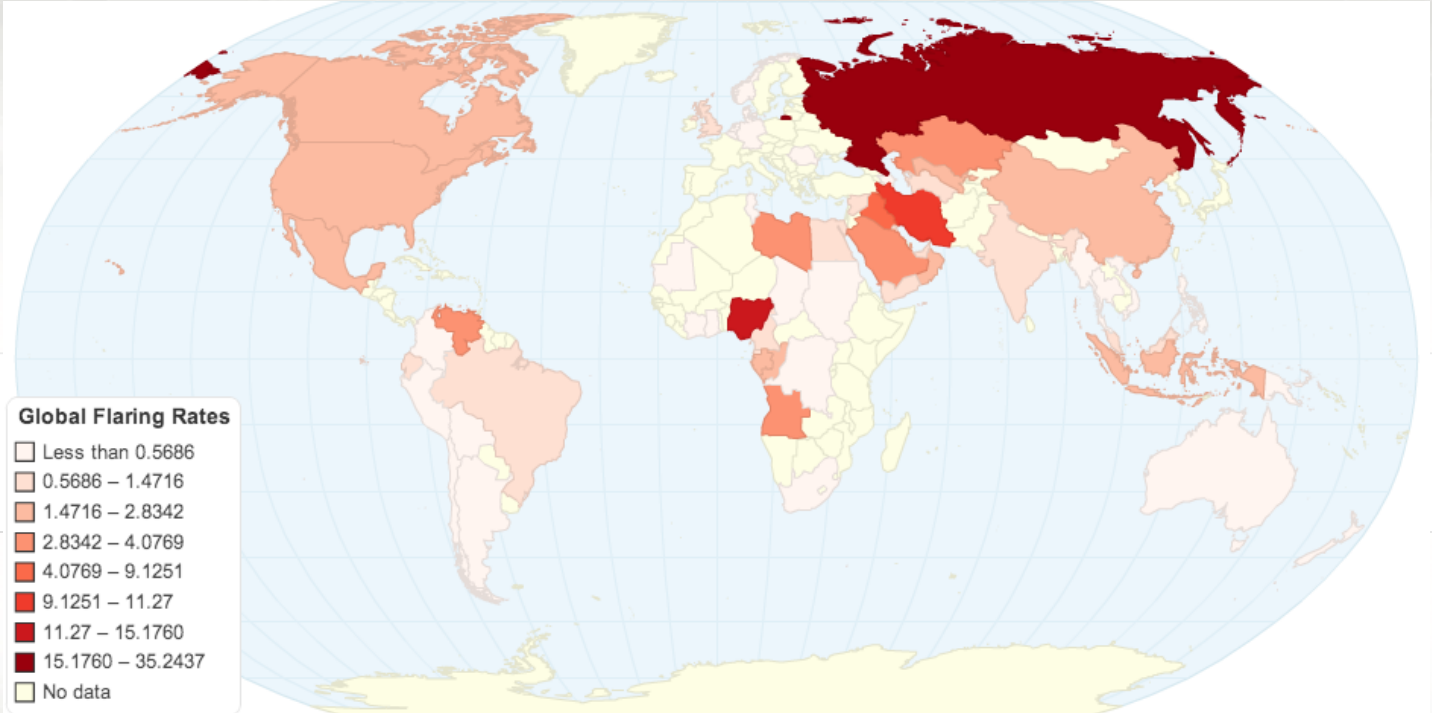 Global Flaring Rates
Less than 0.5686
0.5686 – 1.4716
1.4716 – 2.8342
2.8342 – 4.0769
4.0769 – 9.1251
9.1251 – 11.27
11.27 – 15.1760
15.1760 – 35.2437
No data